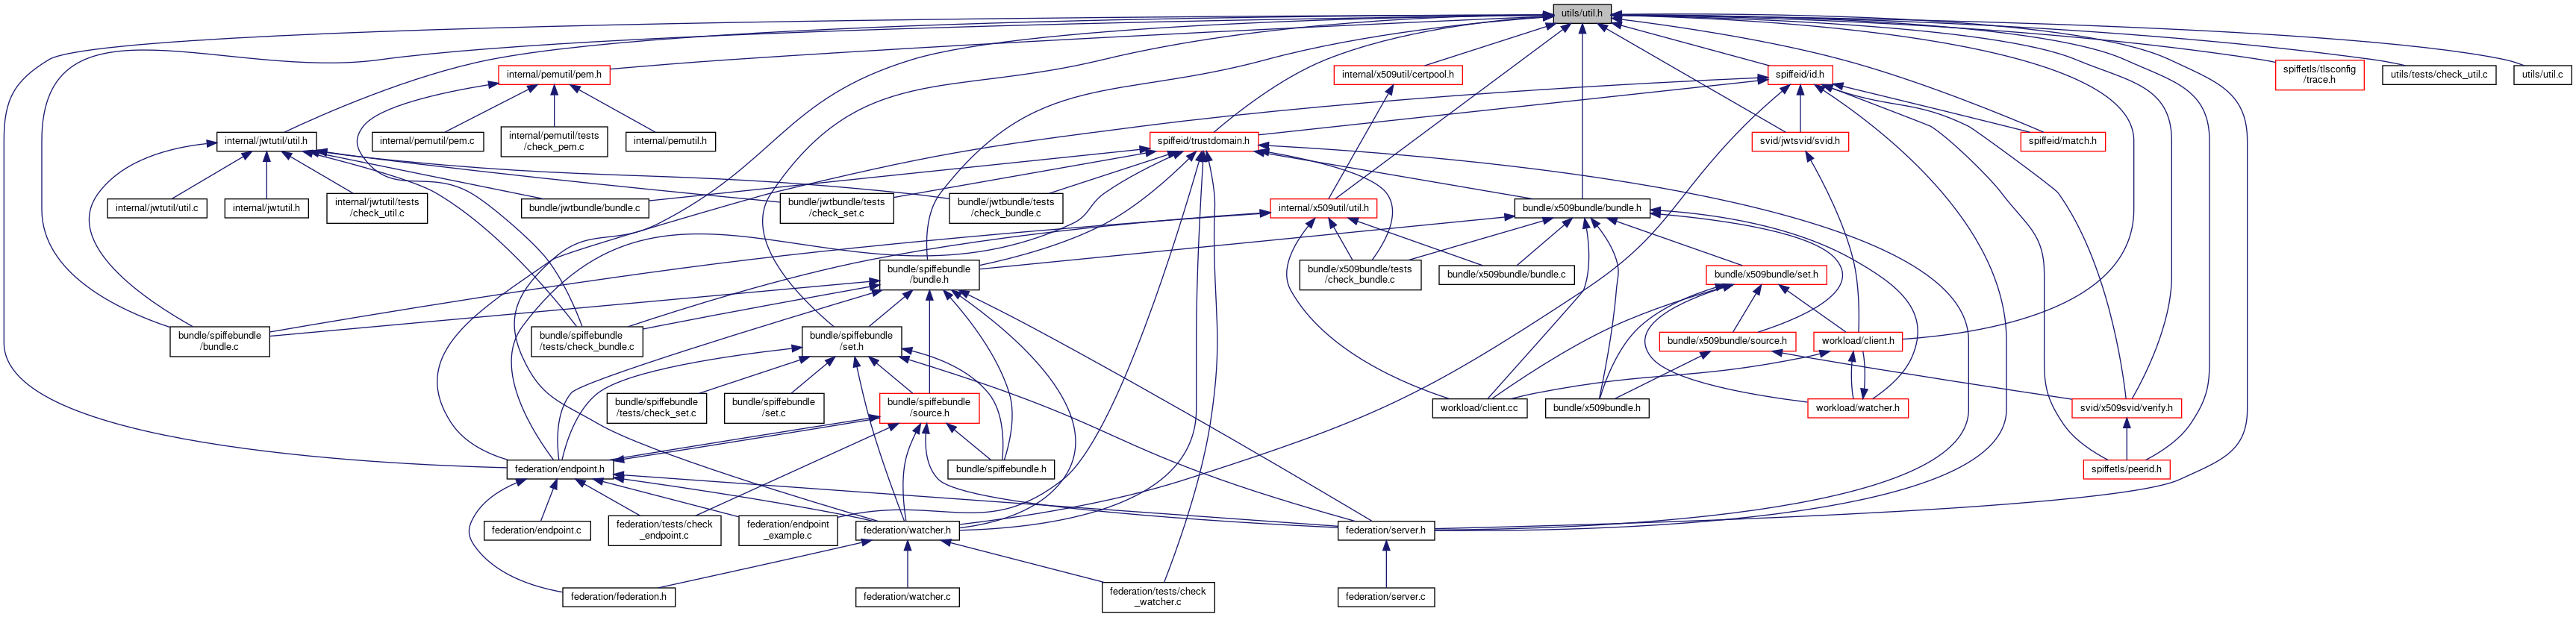 utils/util.h
internal/pemutil/pem.h
internal/x509util/certpool.h
spiffeid/id.h
spiffetls/tlsconfig
/trace.h
utils/tests/check_util.c
utils/util.c
internal/jwtutil/util.h
internal/pemutil/pem.c
internal/pemutil/tests
/check_pem.c
internal/pemutil.h
spiffeid/trustdomain.h
svid/jwtsvid/svid.h
spiffeid/match.h
internal/jwtutil/util.c
internal/jwtutil.h
internal/jwtutil/tests
/check_util.c
bundle/jwtbundle/bundle.c
bundle/jwtbundle/tests
/check_set.c
bundle/jwtbundle/tests
/check_bundle.c
internal/x509util/util.h
bundle/x509bundle/bundle.h
bundle/spiffebundle
/bundle.h
bundle/x509bundle/tests
/check_bundle.c
bundle/x509bundle/bundle.c
bundle/x509bundle/set.h
bundle/spiffebundle
/bundle.c
bundle/spiffebundle
/tests/check_bundle.c
bundle/spiffebundle
/set.h
bundle/x509bundle/source.h
workload/client.h
bundle/spiffebundle
/tests/check_set.c
bundle/spiffebundle
/set.c
bundle/spiffebundle
/source.h
workload/client.cc
bundle/x509bundle.h
workload/watcher.h
svid/x509svid/verify.h
federation/endpoint.h
bundle/spiffebundle.h
spiffetls/peerid.h
federation/endpoint.c
federation/tests/check
_endpoint.c
federation/endpoint
_example.c
federation/watcher.h
federation/server.h
federation/federation.h
federation/watcher.c
federation/tests/check
_watcher.c
federation/server.c